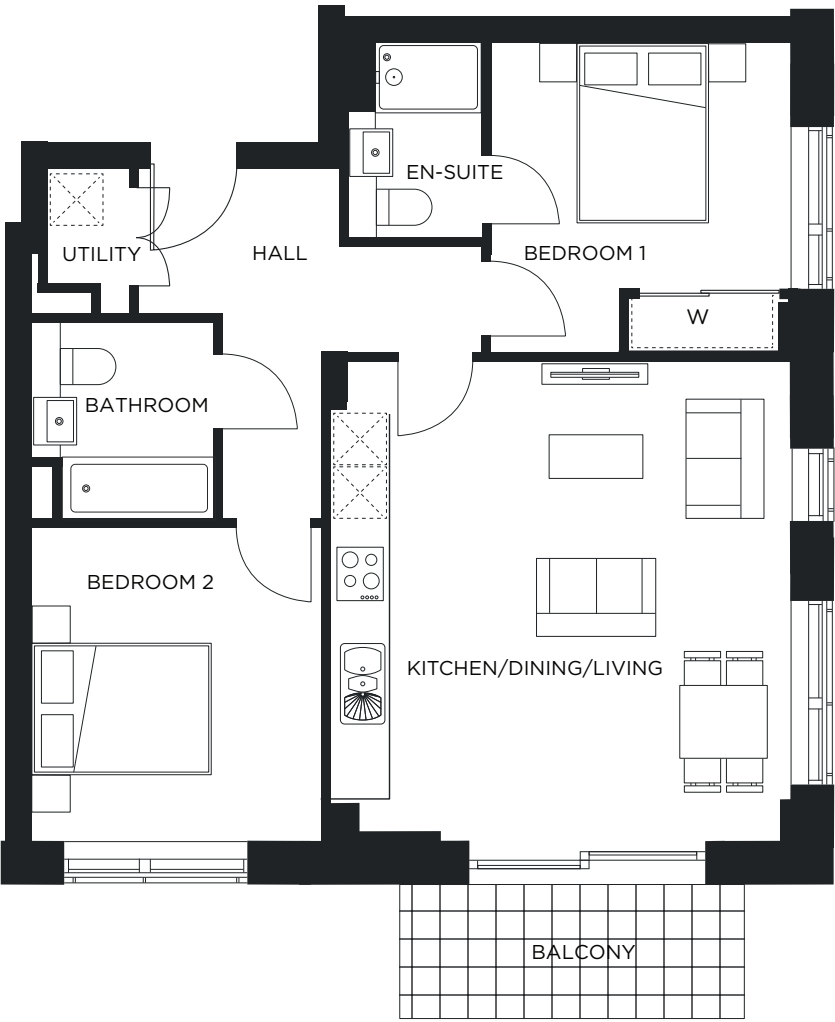 EN-SUITE
UTILITY
HALL
BEDROOM 1
W
BATHROOM
BEDROOM 2
KITCHEN/DINING/LIVING
BALCONY